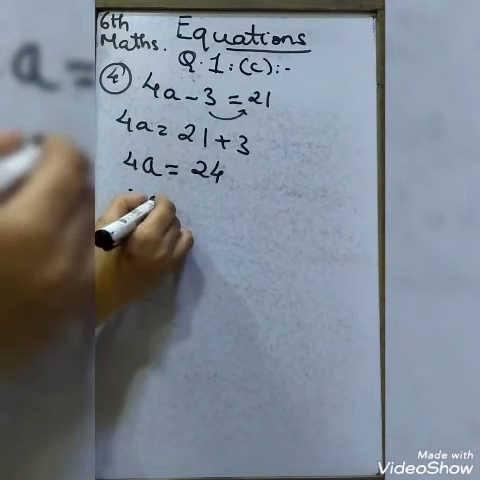 6th
Maths.
Equations
Q.1:(c):-
4 4a-3=21
4a=21+3
4a=24
a=
Made with
VideoShow